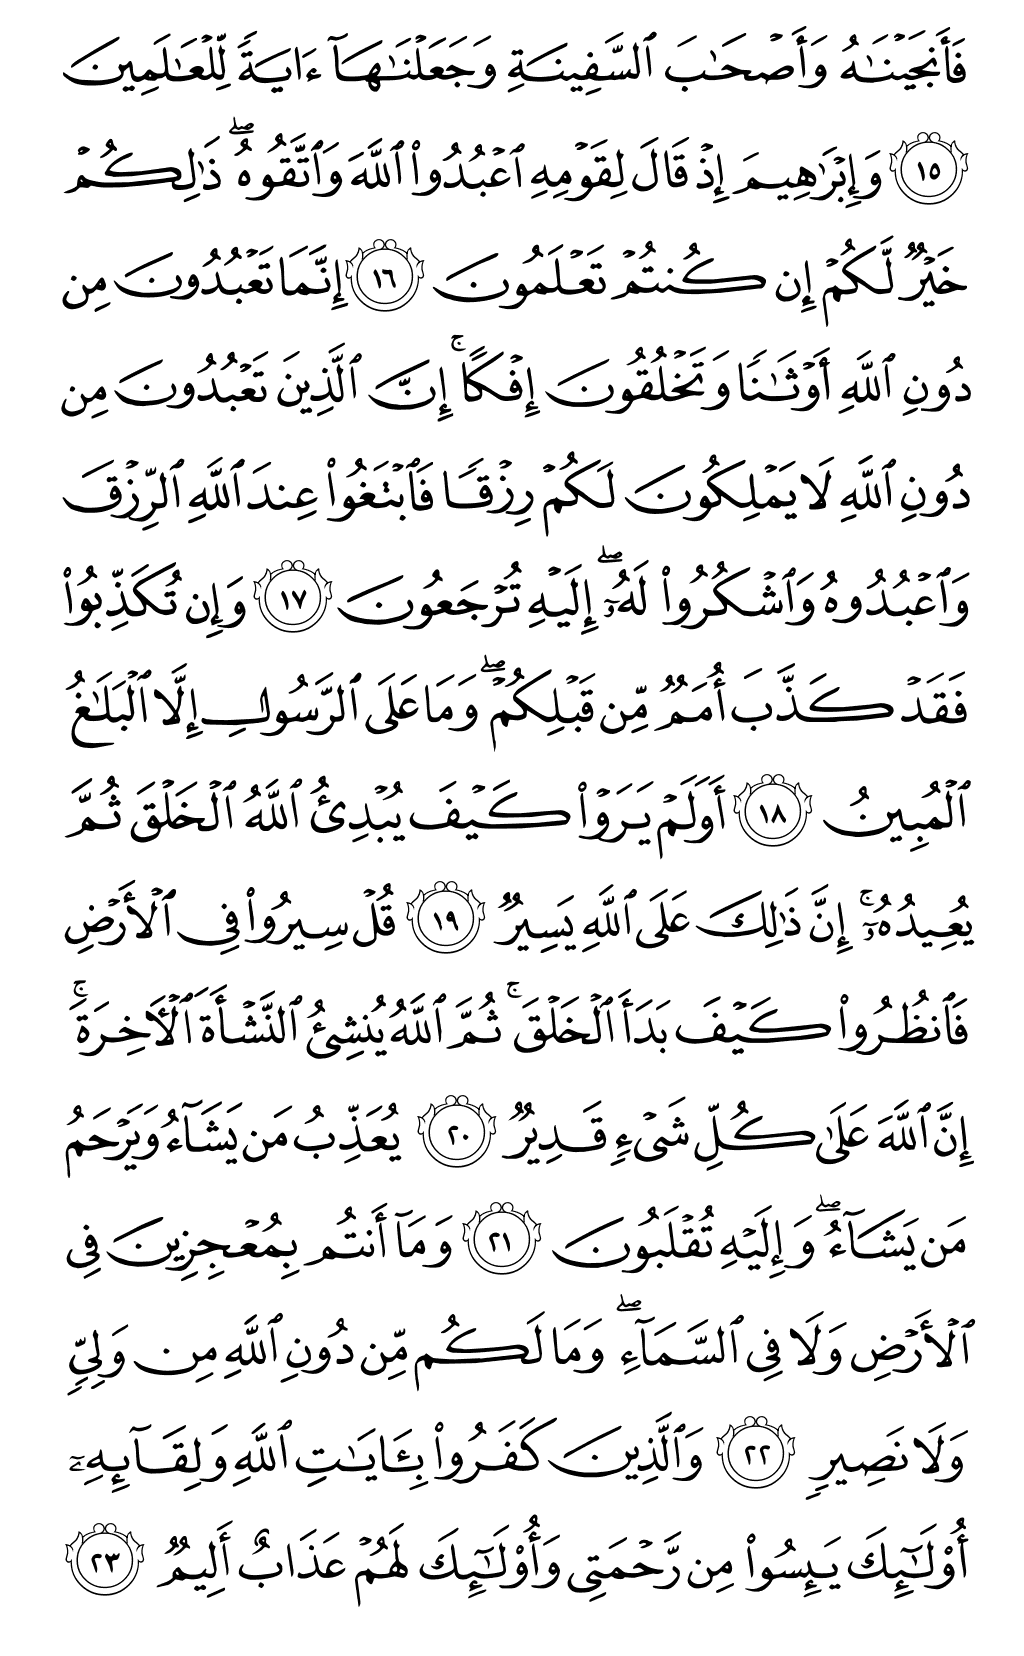 فَأَنجَيْنَٰهُ وَأَصْحَٰبَ ٱلسَّفِينَةِ وَجَعَلْنَٰهَآ ءَايَةً لِّلْعَٰلَمِينَ
١٥ وَإِبْرَٰهِيمَ إِذْ قَالَ لِقَوْمِهِ ٱعْبُدُوا۟ ٱللَّهَ وَٱتَّقُوهُ ۖ ذَٰلِكُمْ
خَيْرٌ لَّكُمْ إِن كُنتُمْ تَعْلَمُونَ ١٦ إِنَّمَا تَعْبُدُونَ مِن
دُونِ ٱللَّهِ أَوْثَٰنًا وَتَخْلُقُونَ إِفْكًا ۚ إِنَّ ٱلَّذِينَ تَعْبُدُونَ مِن
دُونِ ٱللَّهِ لَا يَمْلِكُونَ لَكُمْ رِزْقًا فَٱبْتَغُوا۟ عِندَ ٱللَّهِ ٱلرِّزْقَ
وَٱعْبُدُوهُ وَٱشْكُرُوا۟ لَهُۥٓ ۖ إِلَيْهِ تُرْجَعُونَ ١٧ وَإِن تُكَذِّبُوا۟
فَقَدْ كَذَّبَ أُمَمٌ مِّن قَبْلِكُمْ ۖ وَمَا عَلَى ٱلرَّسُولِ إِلَّا ٱلْبَلَٰغُ
ٱلْمُبِينُ ١٨ أَوَلَمْ يَرَوْا۟ كَيْفَ يُبْدِئُ ٱللَّهُ ٱلْخَلْقَ ثُمَّ
يُعِيدُهُۥٓ ۚ إِنَّ ذَٰلِكَ عَلَى ٱللَّهِ يَسِيرٌ ١٩ قُلْ سِيرُوا۟ فِى ٱلْأَرْضِ
فَٱنظُرُوا۟ كَيْفَ بَدَأَ ٱلْخَلْقَ ۚ ثُمَّ ٱللَّهُ يُنشِئُ ٱلنَّشْأَةَ ٱلْـَٔاخِرَةَ ۚ
إِنَّ ٱللَّهَ عَلَىٰ كُلِّ شَىْءٍ قَدِيرٌ ٢٠ يُعَذِّبُ مَن يَشَآءُ وَيَرْحَمُ
مَن يَشَآءُ ۖ وَإِلَيْهِ تُقْلَبُونَ ٢١ وَمَآ أَنتُم بِمُعْجِزِينَ فِى
ٱلْأَرْضِ وَلَا فِى ٱلسَّمَآءِ ۖ وَمَا لَكُم مِّن دُونِ ٱللَّهِ مِن وَلِىٍّ
وَلَا نَصِيرٍ ٢٢ وَٱلَّذِينَ كَفَرُوا۟ بِـَٔايَٰتِ ٱللَّهِ وَلِقَآئِهِۦٓ
أُو۟لَٰٓئِكَ يَئِسُوا۟ مِن رَّحْمَتِى وَأُو۟لَٰٓئِكَ لَهُمْ عَذَابٌ أَلِيمٌ ٢٣